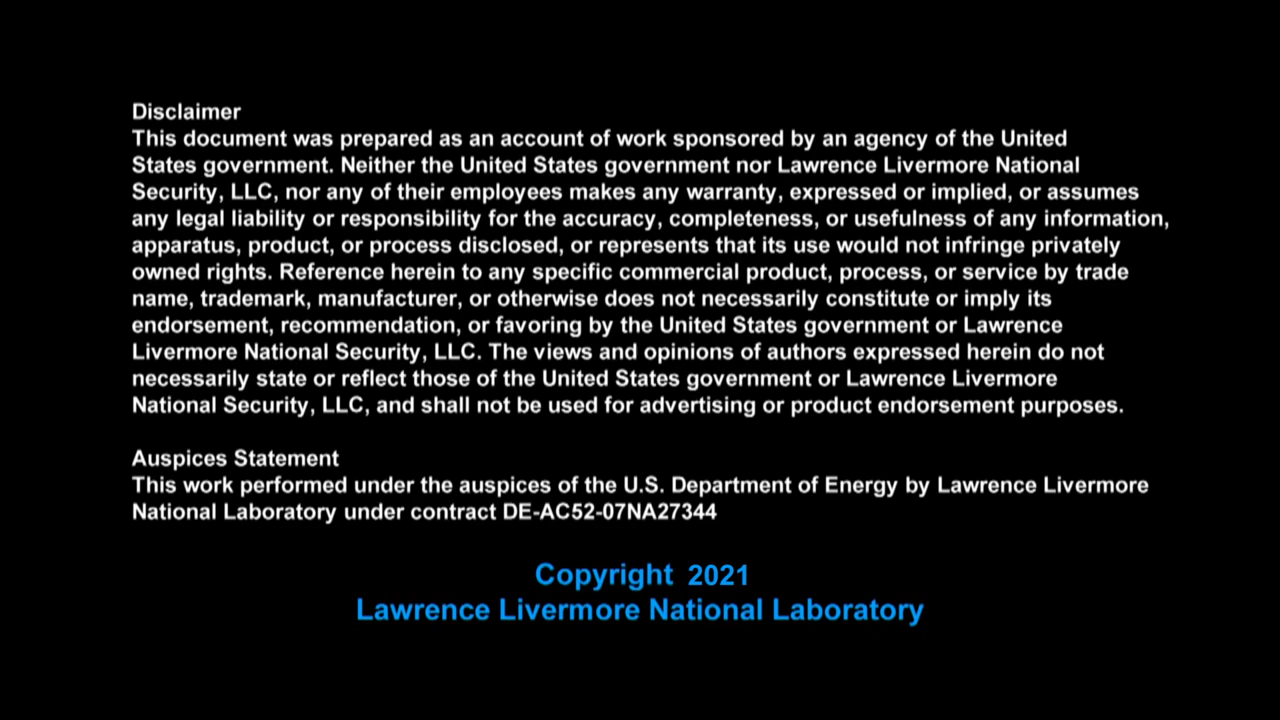 Disclaimer
This document was prepared as an account of work sponsored by an agency of the United
States government. Neither the United States government nor Lawrence Livermore National
Security, LLC, nor any of their employees makes any warranty, expressed or implied, or assumes
any legal liability or responsibility for the accuracy, completeness, or usefulness of any information,
apparatus, product, or process disclosed, or represents that its use would not infringe privately
owned rights. Reference herein to any specific commercial product, process, or service by trade
name, trademark, manufacturer, or otherwise does not necessarily constitute or imply its
endorsement, recommendation, or favoring by the United States government or Lawrence
Livermore National Security, LLC. The views and opinions of authors expressed herein do not
necessarily state or reflect those of the United States government or Lawrence Livermore
National Security, LLC, and shall not be used for advertising or product endorsement purposes.
Auspices Statement
This work performed under the auspices of the U.S. Department of Energy by Lawrence Livermore
National Laboratory under contract DE-AC52-07NA27344
Copyright 2021
Lawrence Livermore National Laboratory